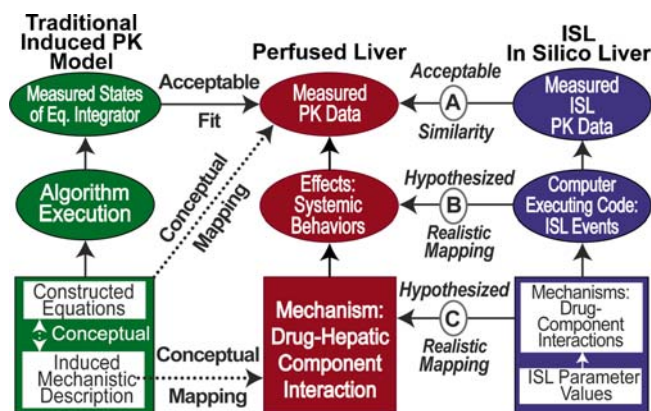 Traditional
Induced PK
Model
Perfused Liver
ISL
In Silico Liver
Measured States
of Eq. Integrator
Acceptable
Fit
Measured
PK Data
Acceptable
A
Similarity
Measured
ISL
PK Data
Algorithm
Execution
Conceptual
Mapping
Effects:
Systemic
Behaviors
Hypothesized
B
Realistic
Mapping
Computer
Executing Code:
ISL Events
Constructed
Equations
Conceptual
Induced
Mechanistic
Description
Conceptual
Mapping
Mechanism:
Drug-Hepatic
Component
Interaction
Hypothesized
C
Realistic
Mapping
Mechanisms:
Drug-
Component
Interactions
ISL Parameter
Values